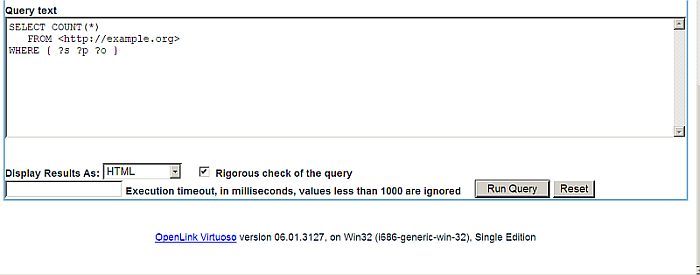 Query text
SELECT COUNT(*)
FROM <http://example.org>
WHERE { ?s ?p ?o }
Display Results As: HTML Rigorous check of the query
Execution timeout, in milliseconds, values less than 1000 are ignored Run Query Reset
OpenLink Virtuoso version 06.01.3127, on Win32 (i686-generic-win-32), Single Edition